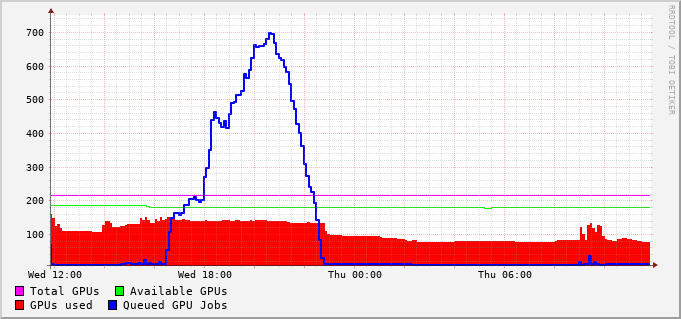 700
600
500
400
300
200
100
Wed 12:00 Wed 18:00 Thu 00:00 Thu 06:00
Total GPUs Available GPUs
GPUs used Queued GPU Jobs
RRDTOOL / TOBI OETIKER